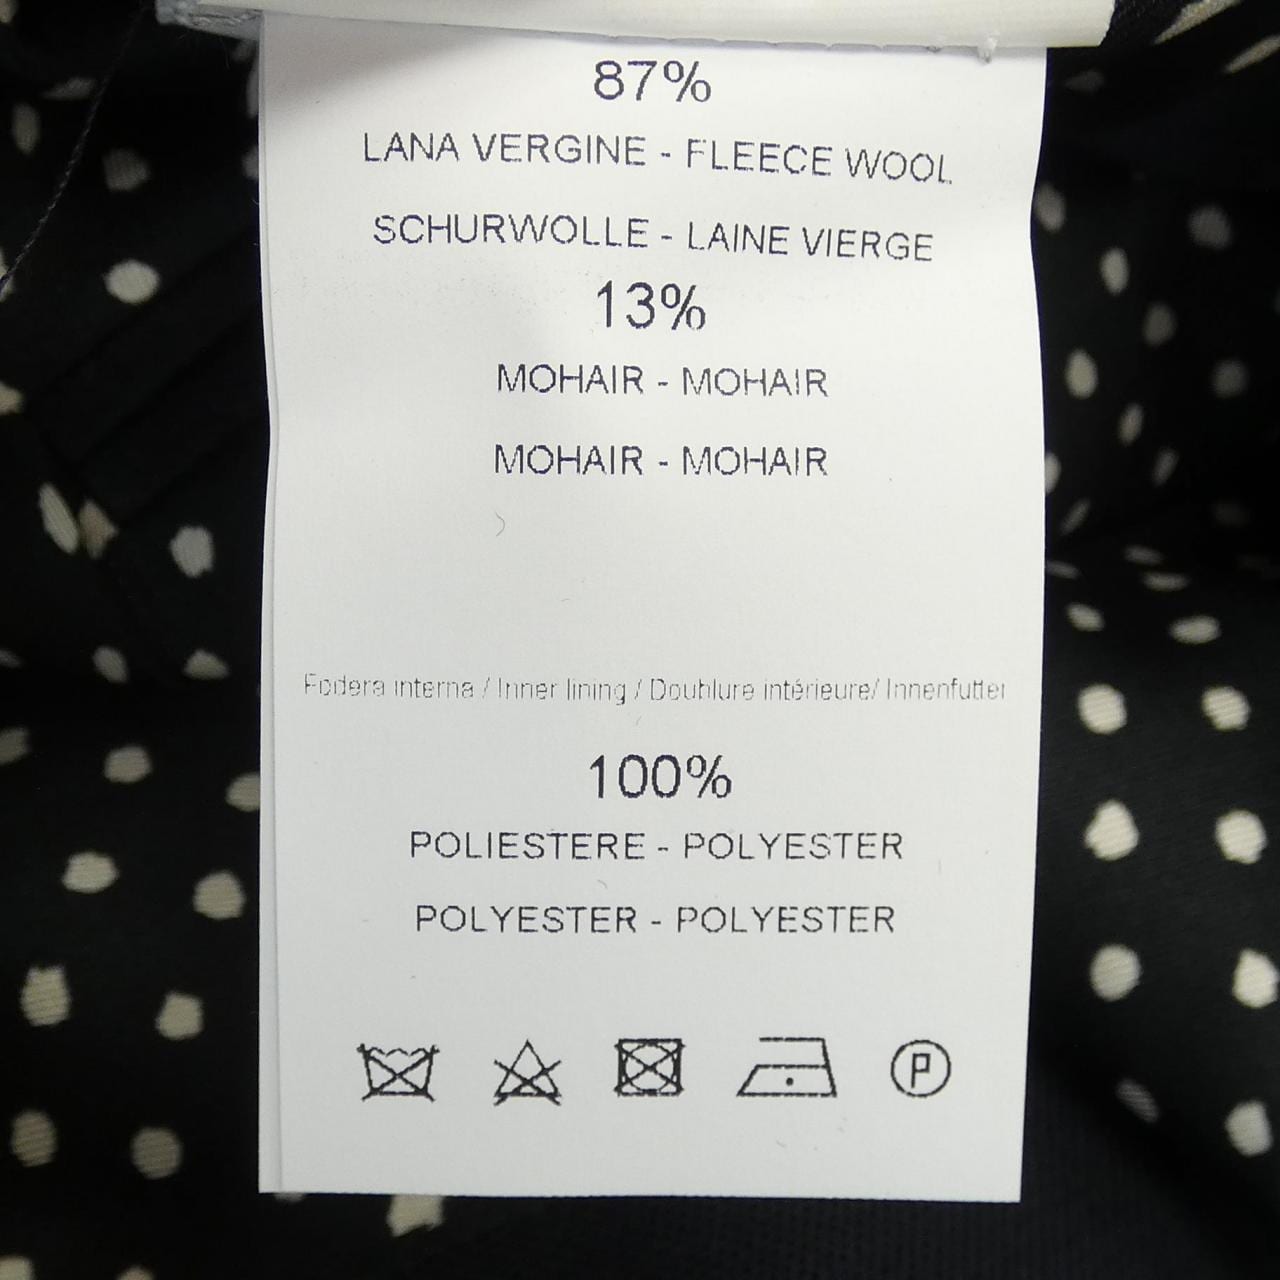 87%
LANA VERGINE - FLEECE WOOL
SCHURWOLLE - LAINE VIERGE
13%
MOHAIR - MOHAIR
MOHAIR - MOHAIR
Fodera interna / Inner lining / Doublure intérieure/ Innenfutter
100%
POLIESTERE - POLYESTER
POLYESTER - POLYESTER
P